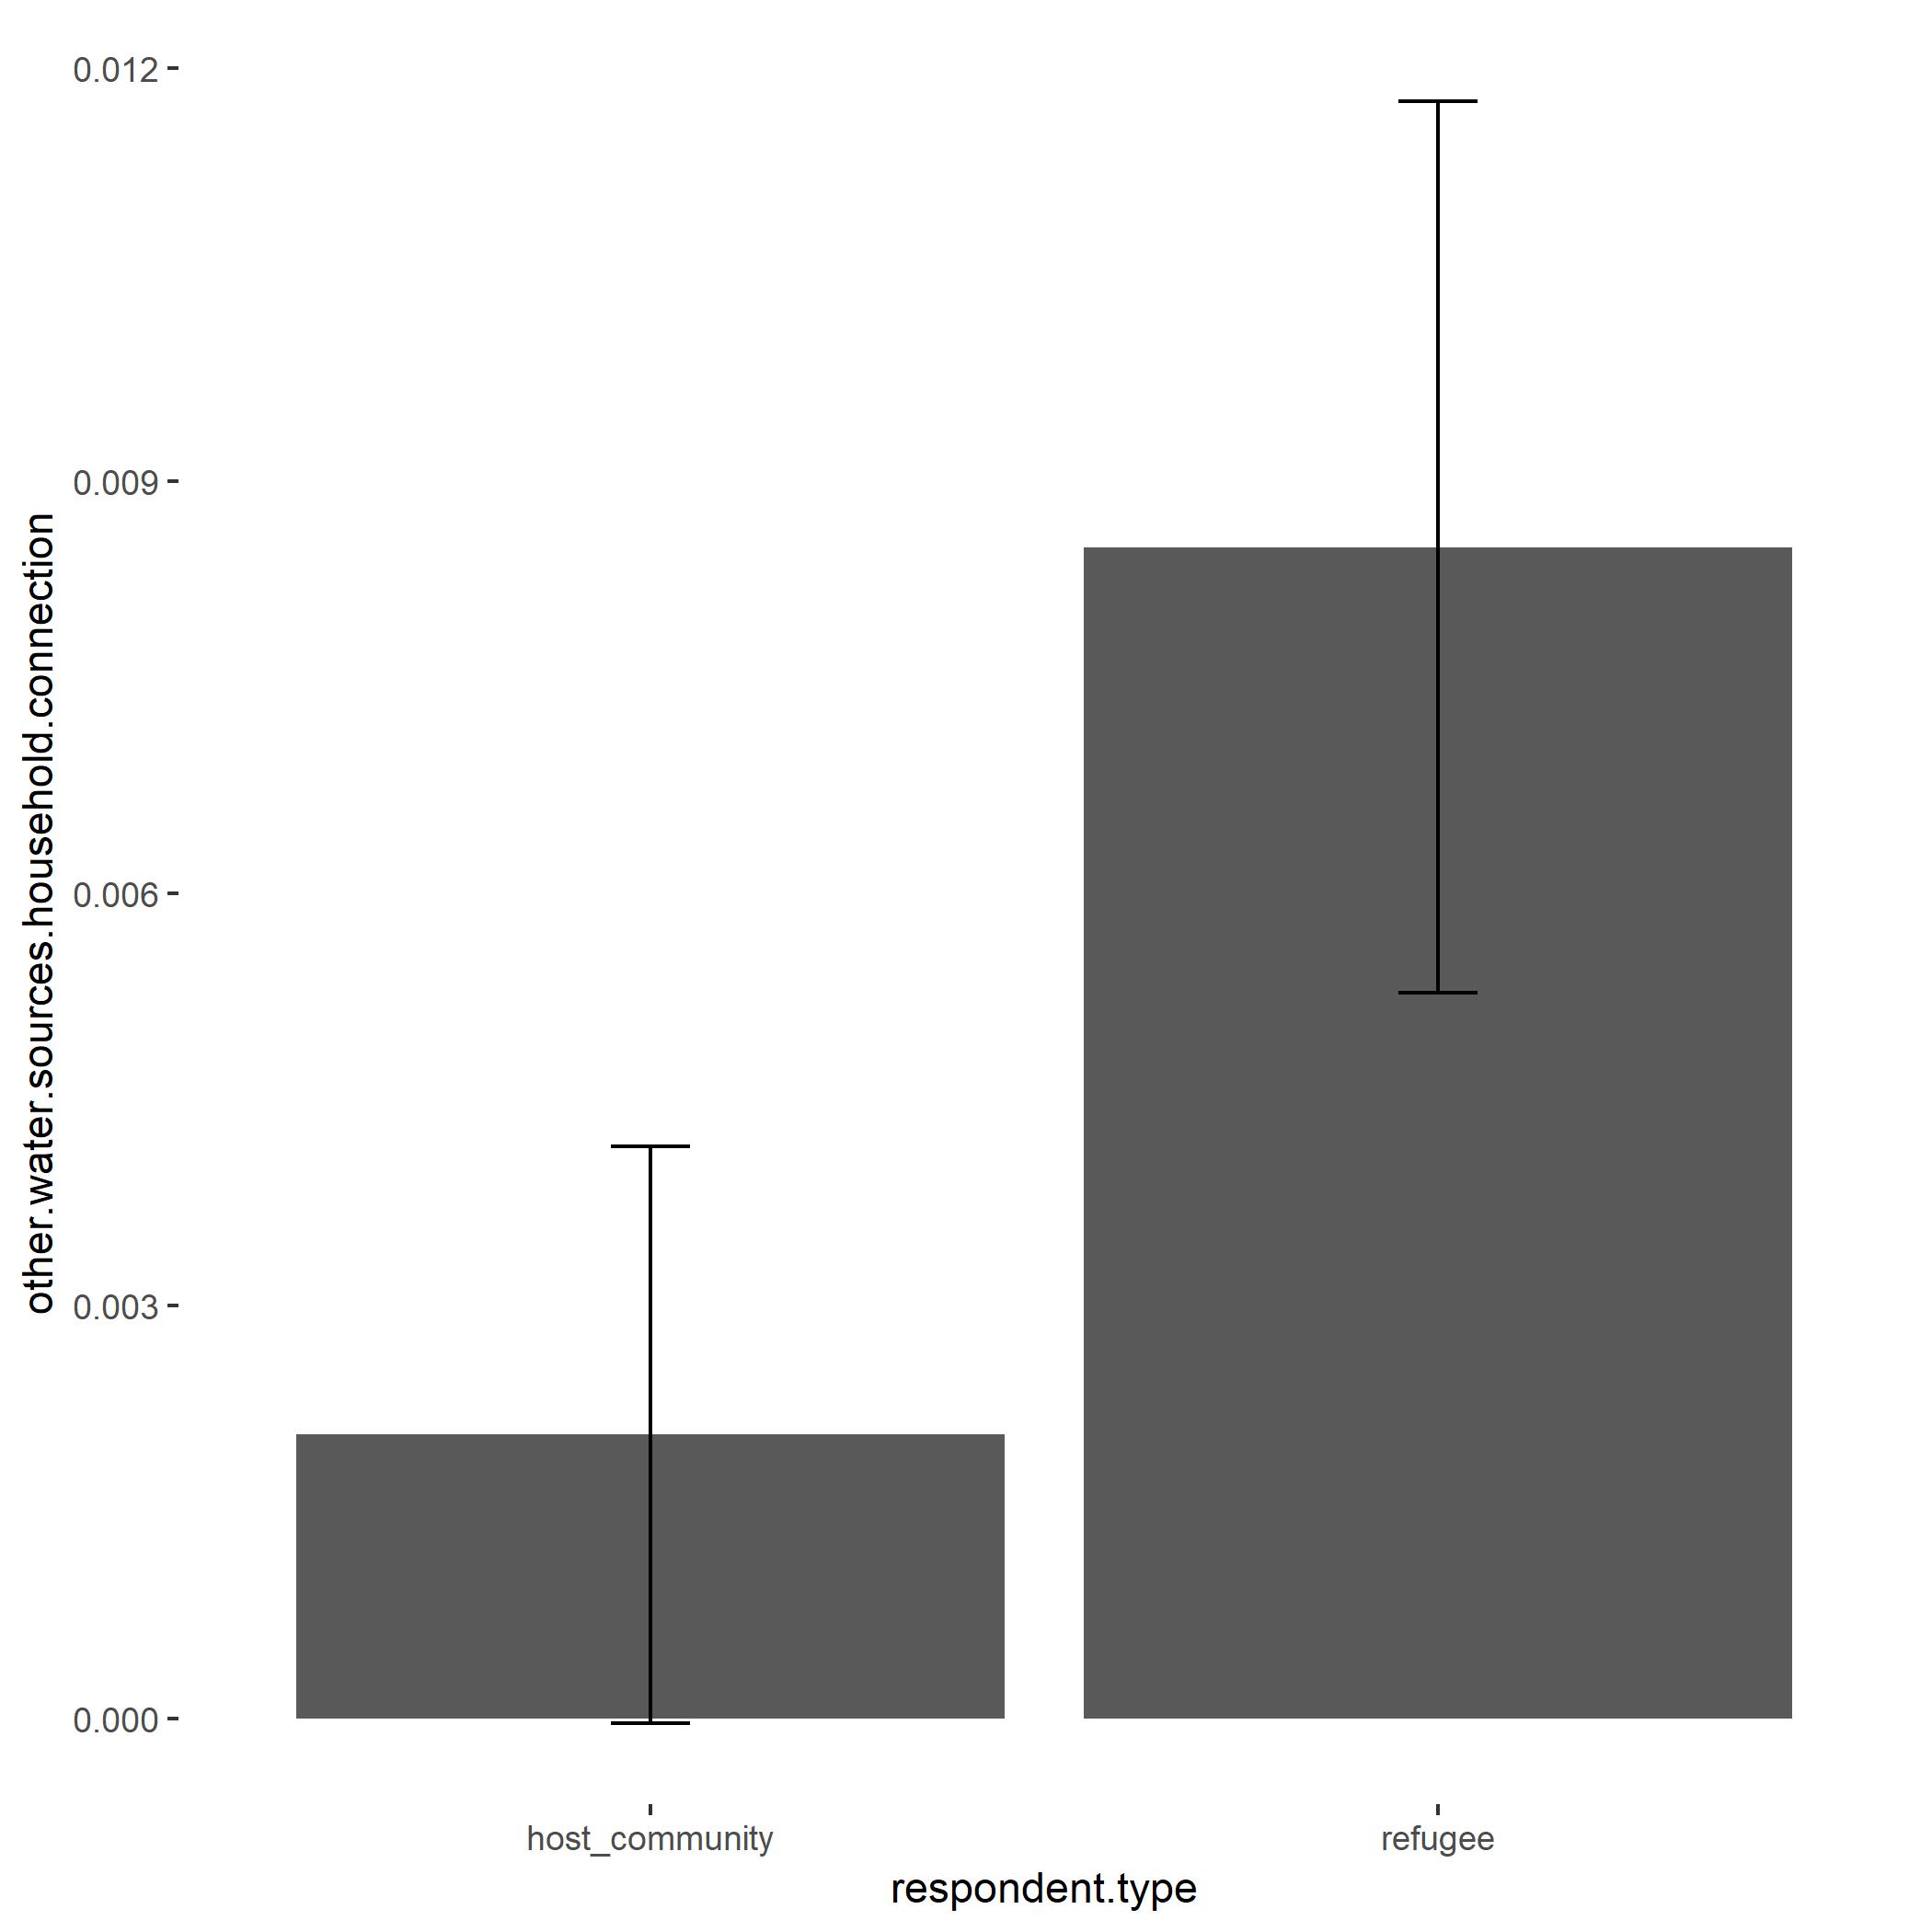 other.water.sources.household.connection
0.012
0.009
0.006
0.003
0.000
host_community
refugee
respondent.type